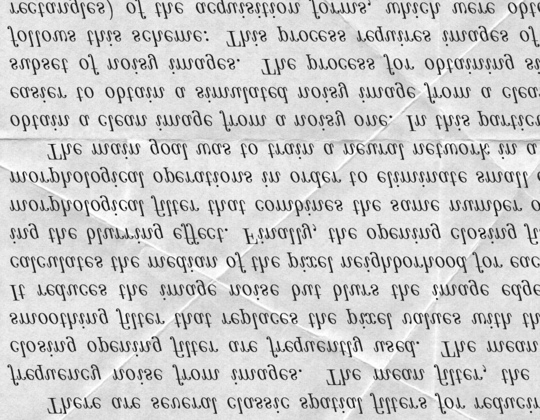 There are several classic spatial filters for reducin
frequency noise from images. The mean filter, the
closing opening filter are frequently used. The mean
smoothing filter that replaces the pixel values with th
It reduces the image noise but blurs the image edge
calculates the median of the pixel neighborhood for eac
ing the blurring effect. Finally, the opening closing fi
morphological filter that combines the same number o
morphological operations in order to eliminate small
The main goal was to train a neural network in a
obtain a clean image from a noisy one. In this partic
easier to obtain a simulated noisy image from a clea
subset of noisy images. The process for obtaining si
follows this scheme: This process requires images of
rectangles) of the acquisition forms, which were obt